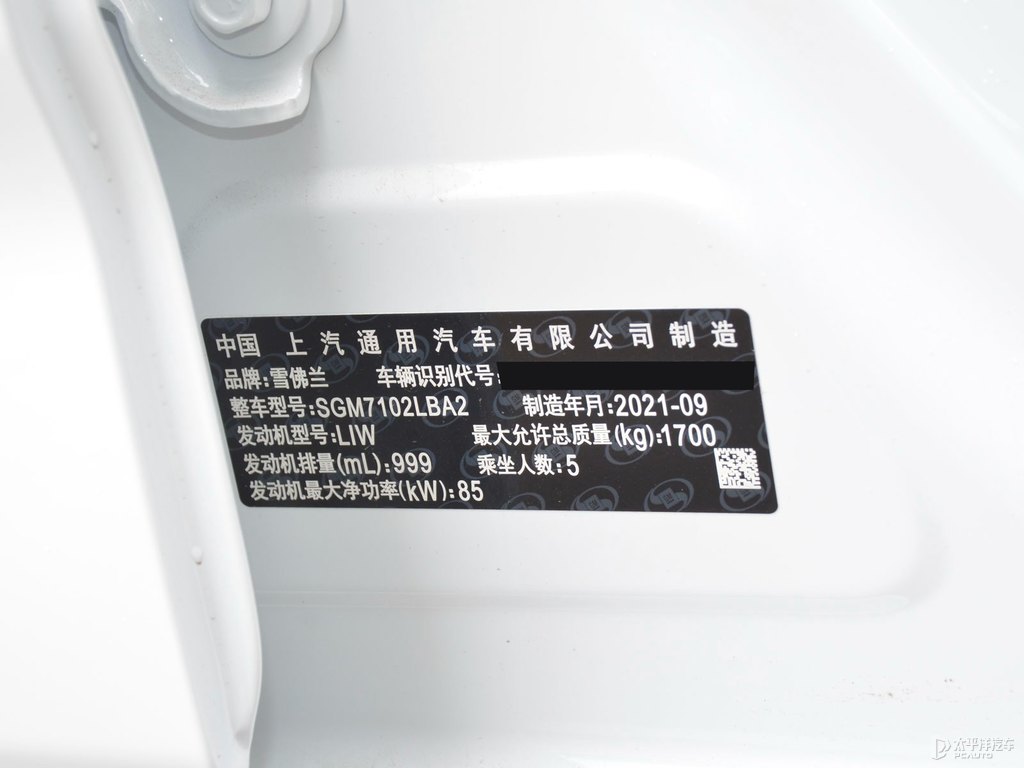 中国 上汽通用汽车有限公司制造
品牌:雪佛兰 车辆识别代号:
整车型号:SGM7102LBA2 制造年月:2021-09
发动机型号:LIW 最大允许总质量(kg):1700
发动机排量(mL):999 乘坐人数:5
发动机最大净功率(kW):85
太平洋汽车
PCAUTO